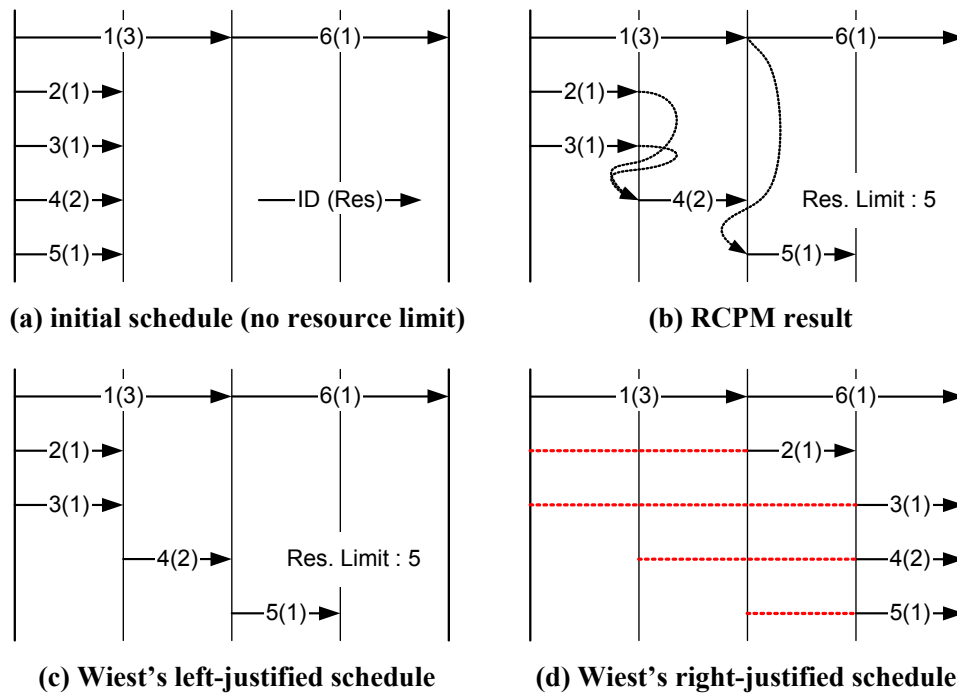 1(3) 6(1)
2(1)
3(1)
4(2) ID (Res)
5(1)
(a) initial schedule (no resource limit)
1(3) 6(1)
2(1)
3(1)
4(2) Res. Limit : 5
5(1)
(b) RCPM result
1(3) 6(1)
2(1)
3(1)
4(2) Res. Limit : 5
5(1)
(c) Wiest's left-justified schedule
1(3) 6(1)
2(1)
3(1)
4(2)
5(1)
(d) Wiest's right-justified schedule